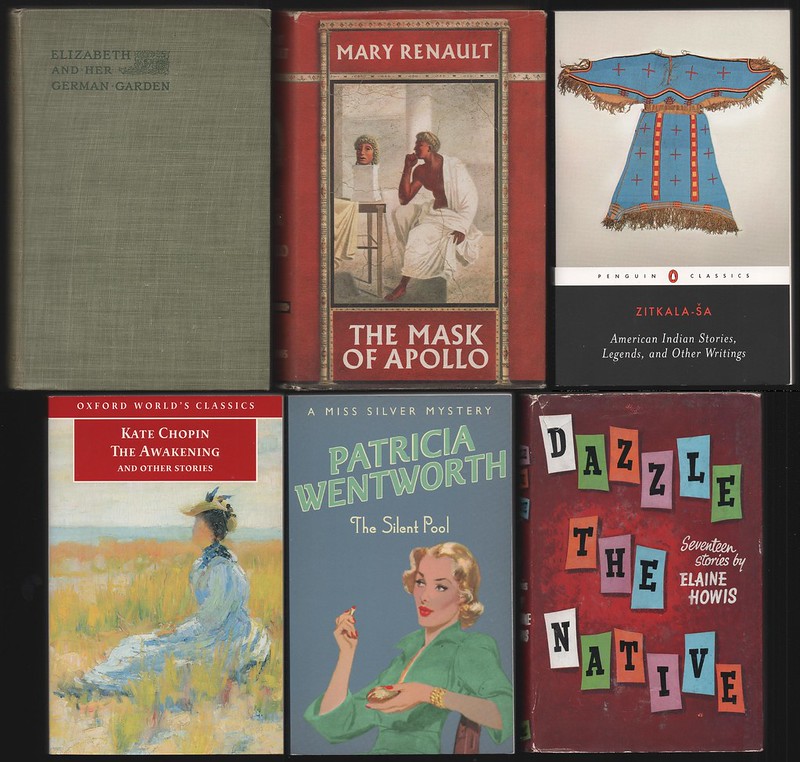 ELIZABETH
AND·HER
GERMAN·GARDEN
MARY RENAULT
THE MASK
OF APOLLO
PENGUIN CLASSICS
ZITKALA-ŠA
American Indian Stories,
Legends, and Other Writings
OXFORD WORLD'S CLASSICS
KATE CHOPIN
THE AWAKENING
AND OTHER STORIES
A MISS SILVER MYSTERY
PATRICIA
WENTWORTH
The Silent Pool
DAZZLE
THE
NATIVE
Seventeen
stories by
ELAINE
HOWIS